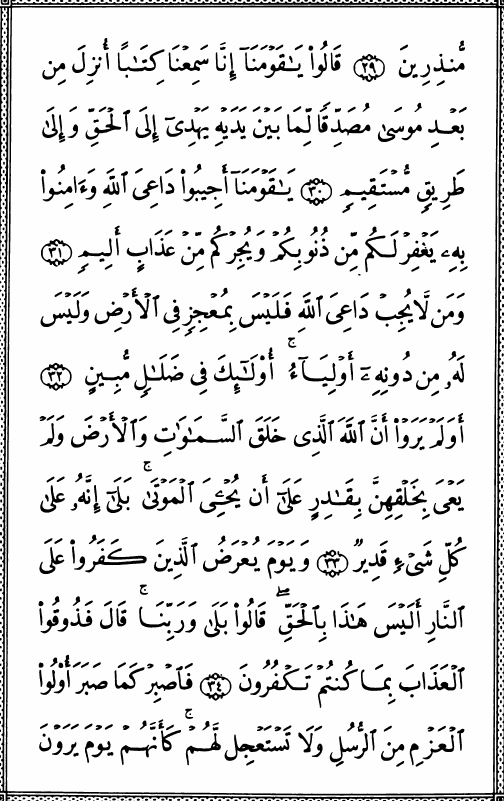 مُّنذِرِينَ ﴿٢٩﴾ قَالُوا۟ يَـٰقَوْمَنَآ إِنَّا سَمِعْنَا كِتَـٰبًا أُنزِلَ مِنۢ
بَعْدِ مُوسَىٰ مُصَدِّقًا لِّمَا بَيْنَ يَدَيْهِ يَهْدِىٓ إِلَى ٱلْحَقِّ وَإِلَىٰ
طَرِيقٍ مُّسْتَقِيمٍ ﴿٣٠﴾ يَـٰقَوْمَنَآ أَجِيبُوا۟ دَاعِىَ ٱللَّهِ وَءَامِنُوا۟
بِهِۦ يَغْفِرْ لَكُم مِّن ذُنُوبِكُمْ وَيُجِرْكُم مِّنْ عَذَابٍ أَلِيمٍ ﴿٣١﴾
وَمَن لَّا يُجِبْ دَاعِىَ ٱللَّهِ فَلَيْسَ بِمُعْجِزٍ فِى ٱلْأَرْضِ وَلَيْسَ
لَهُۥ مِن دُونِهِۦٓ أَوْلِيَآءُ ۚ أُو۟لَـٰٓئِكَ فِى ضَلَـٰلٍ مُّبِينٍ ﴿٣٢﴾
أَوَلَمْ يَرَوْا۟ أَنَّ ٱللَّهَ ٱلَّذِى خَلَقَ ٱلسَّمَـٰوَٰتِ وَٱلْأَرْضَ وَلَمْ
يَعْىَ بِخَلْقِهِنَّ بِقَـٰدِرٍ عَلَىٰٓ أَن يُحْـِۧىَ ٱلْمَوْتَىٰ ۚ بَلَىٰٓ إِنَّهُۥ عَلَىٰ
كُلِّ شَىْءٍ قَدِيرٌ ﴿٣٣﴾ وَيَوْمَ يُعْرَضُ ٱلَّذِينَ كَفَرُوا۟ عَلَى
ٱلنَّارِ أَلَيْسَ هَـٰذَا بِٱلْحَقِّ ۖ قَالُوا۟ بَلَىٰ وَرَبِّنَا ۚ قَالَ فَذُوقُوا۟
ٱلْعَذَابَ بِمَا كُنتُمْ تَكْفُرُونَ ﴿٣٤﴾ فَٱصْبِرْ كَمَا صَبَرَ أُو۟لُوا۟
ٱلْعَزْمِ مِنَ ٱلرُّسُلِ وَلَا تَسْتَعْجِل لَّهُمْ ۚ كَأَنَّهُمْ يَوْمَ يَرَوْنَ